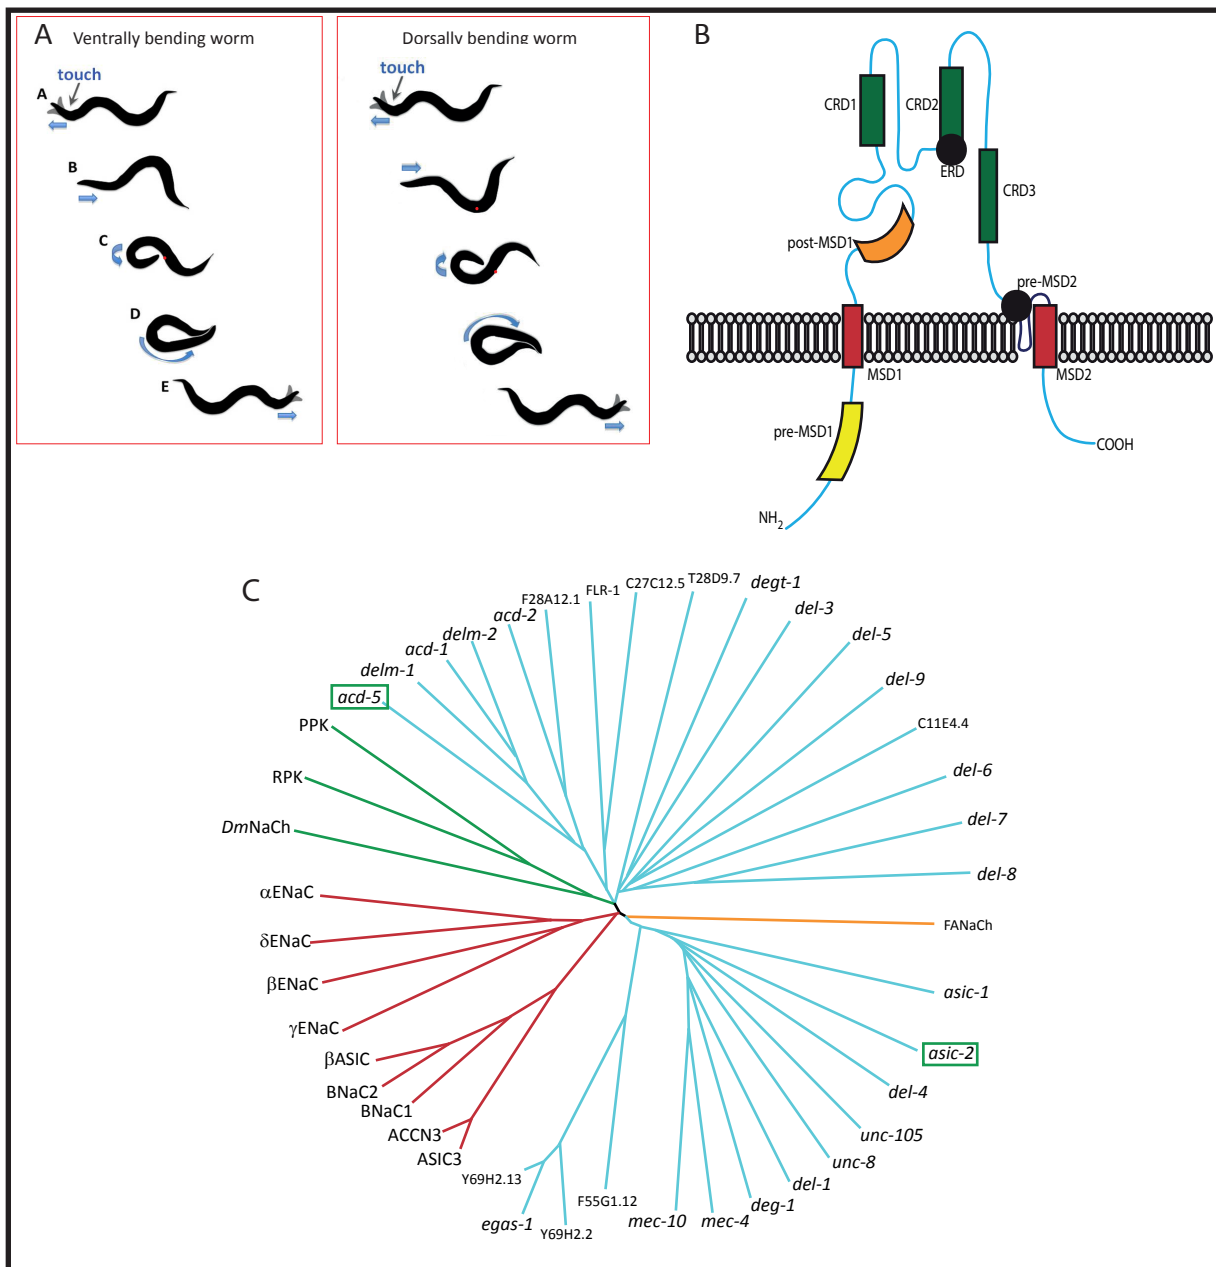 A
Ventrally bending worm
touch
A
B
C
D
E
Dorsally bending worm
touch
B
CRD1
CRD2
ERD
CRD3
post-MSD1
pre-MSD2
MSD1
MSD2
pre-MSD1
COOH
NH2
C
acd-5
delm-1
acd-1
delm-2
acd-2
F28A12.1
FLR-1
C27C12.5
T28D9.7
degt-1
del-3
del-5
del-9
C11E4.4
del-6
del-7
del-8
FANaCh
asic-1
asic-2
del-4
unc-105
unc-8
del-1
deg-1
mec-4
mec-10
F55G1.12
Y69H2.2
egas-1
Y69H2.13
ASIC3
ACCN3
BNaC1
BNaC2
βASIC
γENaC
βENaC
δENaC
αENaC
DmNaCh
RPK
PPK